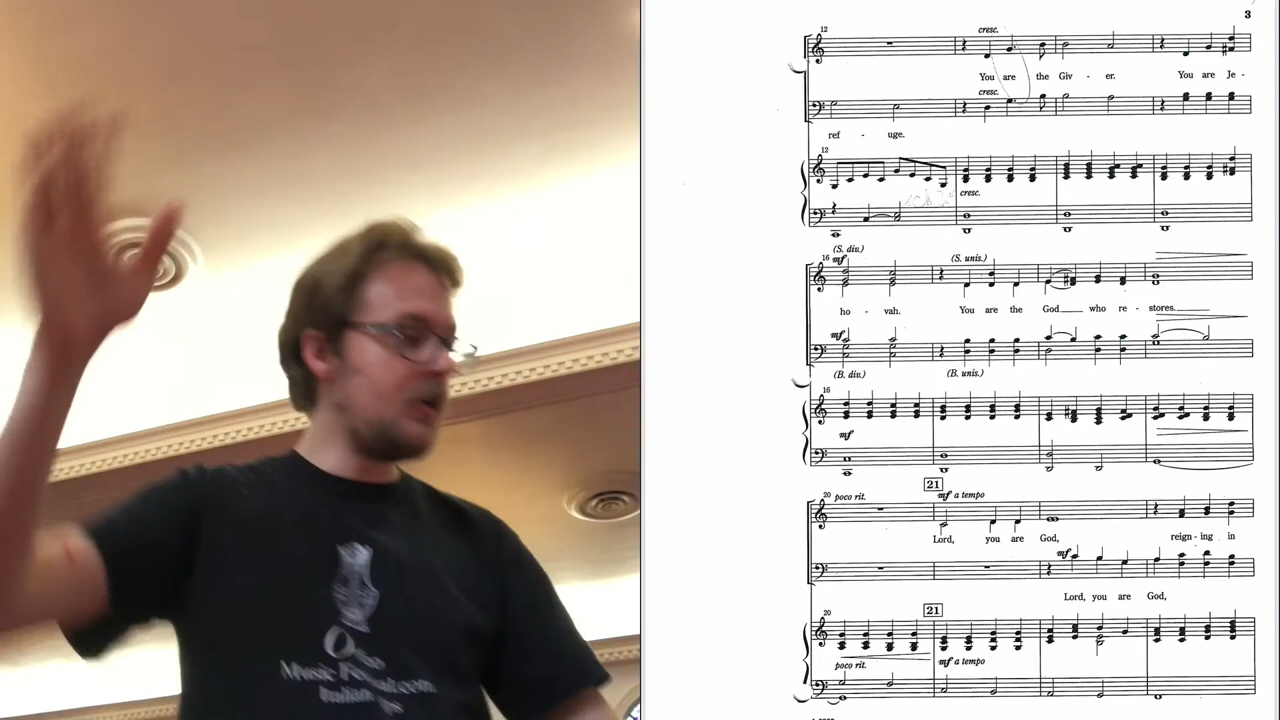 3
12
cresc.
You are the Giv - er. You are Je -
cresc.
ref - uge.
12
cresc.
(S. div.)
16 mf (S. unis.)
ho - vah. You are the God who re - stores.
mf
(B. div.) (B. unis.)
16
mf
21
20 poco rit. mf a tempo
Lord, you are God, reign - ing in
mf
Lord, you are God,
20 21
poco rit. mf a tempo